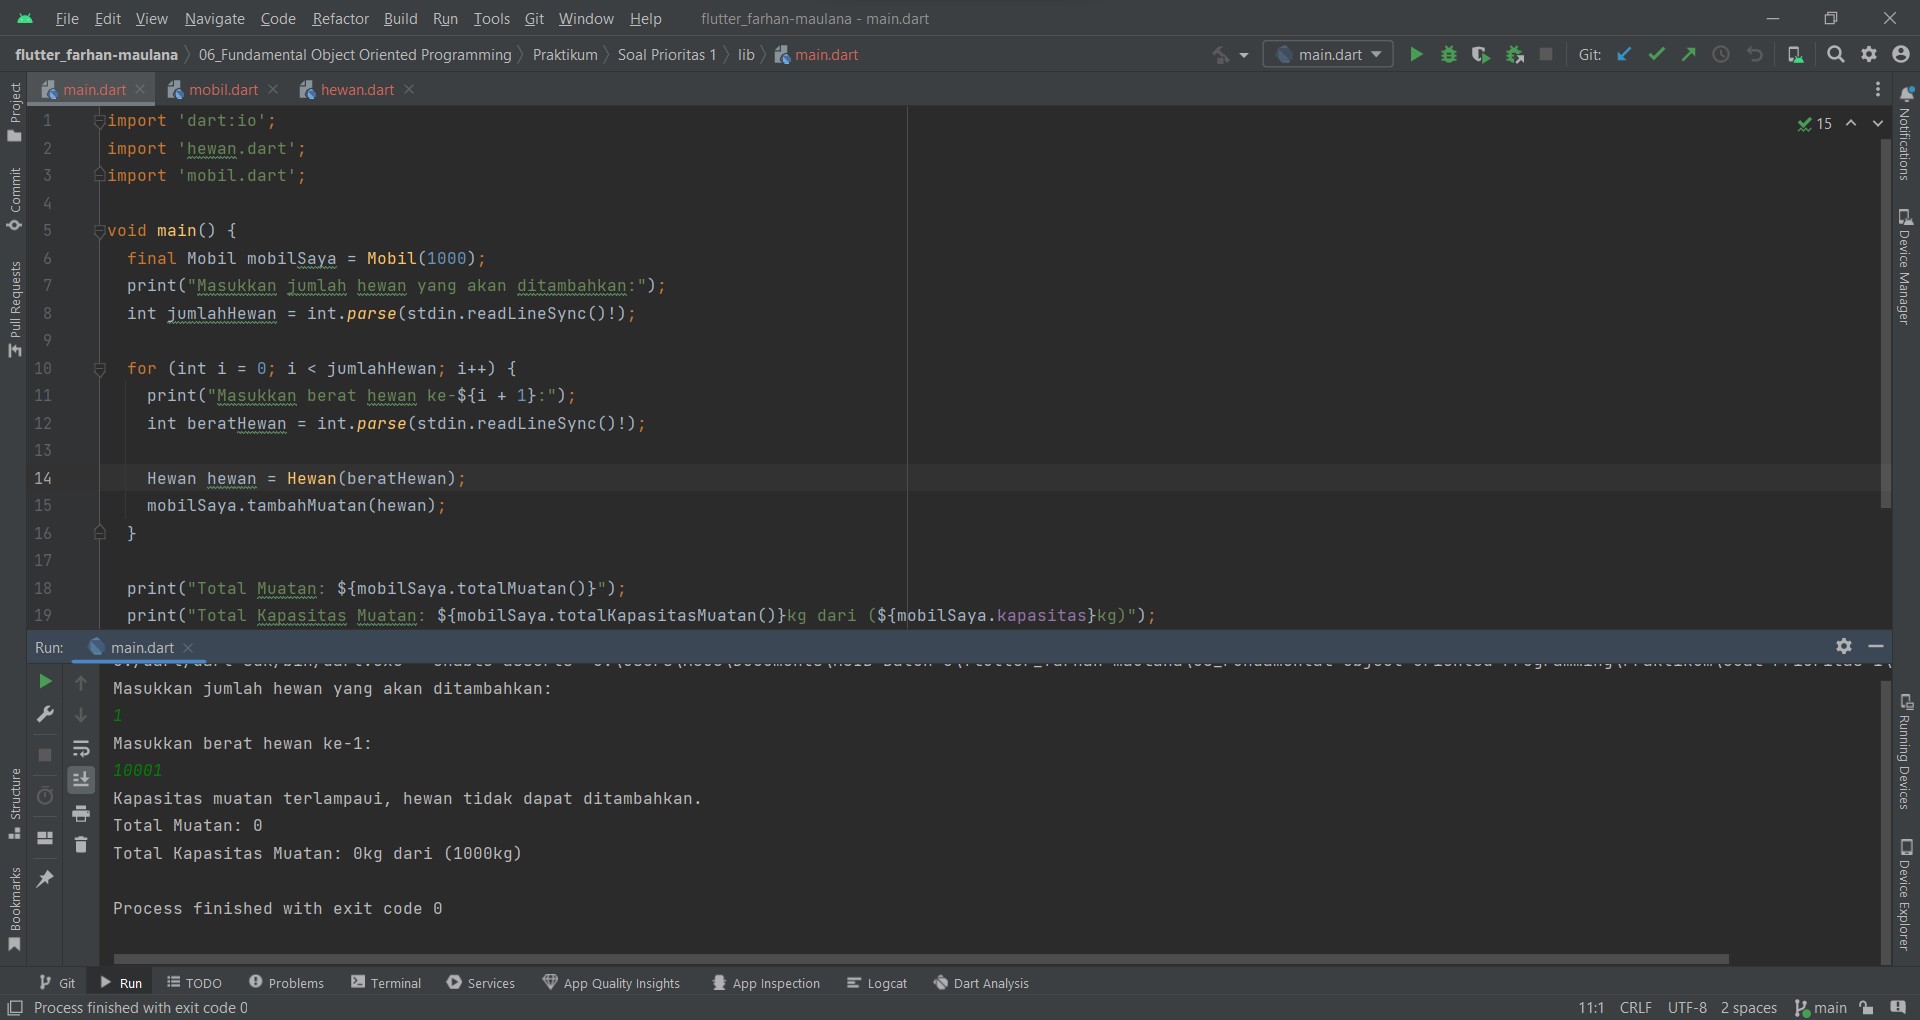 File Edit View Navigate Code Refactor Build Run Tools Git Window Help flutter_farhan-maulana - main.dart
flutter_farhan-maulana 06_Fundamental Object Oriented Programming Praktikum Soal Prioritas 1 lib main.dart main.dart Git:
main.dart mobil.dart hewan.dart
Project
Commit
Pull Requests
Structure
Bookmarks
15
1 import 'dart:io';
2 import 'hewan.dart';
3 import 'mobil.dart';
4
5 void main() {
6 final Mobil mobilSaya = Mobil(1000);
7 print("Masukkan jumlah hewan yang akan ditambahkan:");
8 int jumlahHewan = int.parse(stdin.readLineSync()!);
9
10 for (int i = 0; i < jumlahHewan; i++) {
11 print("Masukkan berat hewan ke-${i + 1}:");
12 int beratHewan = int.parse(stdin.readLineSync()!);
13
14 Hewan hewan = Hewan(beratHewan);
15 mobilSaya.tambahMuatan(hewan);
16 }
17
18 print("Total Muatan: ${mobilSaya.totalMuatan()}");
19 print("Total Kapasitas Muatan: ${mobilSaya.totalKapasitasMuatan()}kg dari (${mobilSaya.kapasitas}kg)");
Notifications
Device Manager
Running Devices
Device Explorer
Run: main.dart
Masukkan jumlah hewan yang akan ditambahkan:
1
Masukkan berat hewan ke-1:
10001
Kapasitas muatan terlampaui, hewan tidak dapat ditambahkan.
Total Muatan: 0
Total Kapasitas Muatan: 0kg dari (1000kg)
Process finished with exit code 0
Git Run TODO Problems Terminal Services App Quality Insights App Inspection Logcat Dart Analysis
Process finished with exit code 0 11:1 CRLF UTF-8 2 spaces main